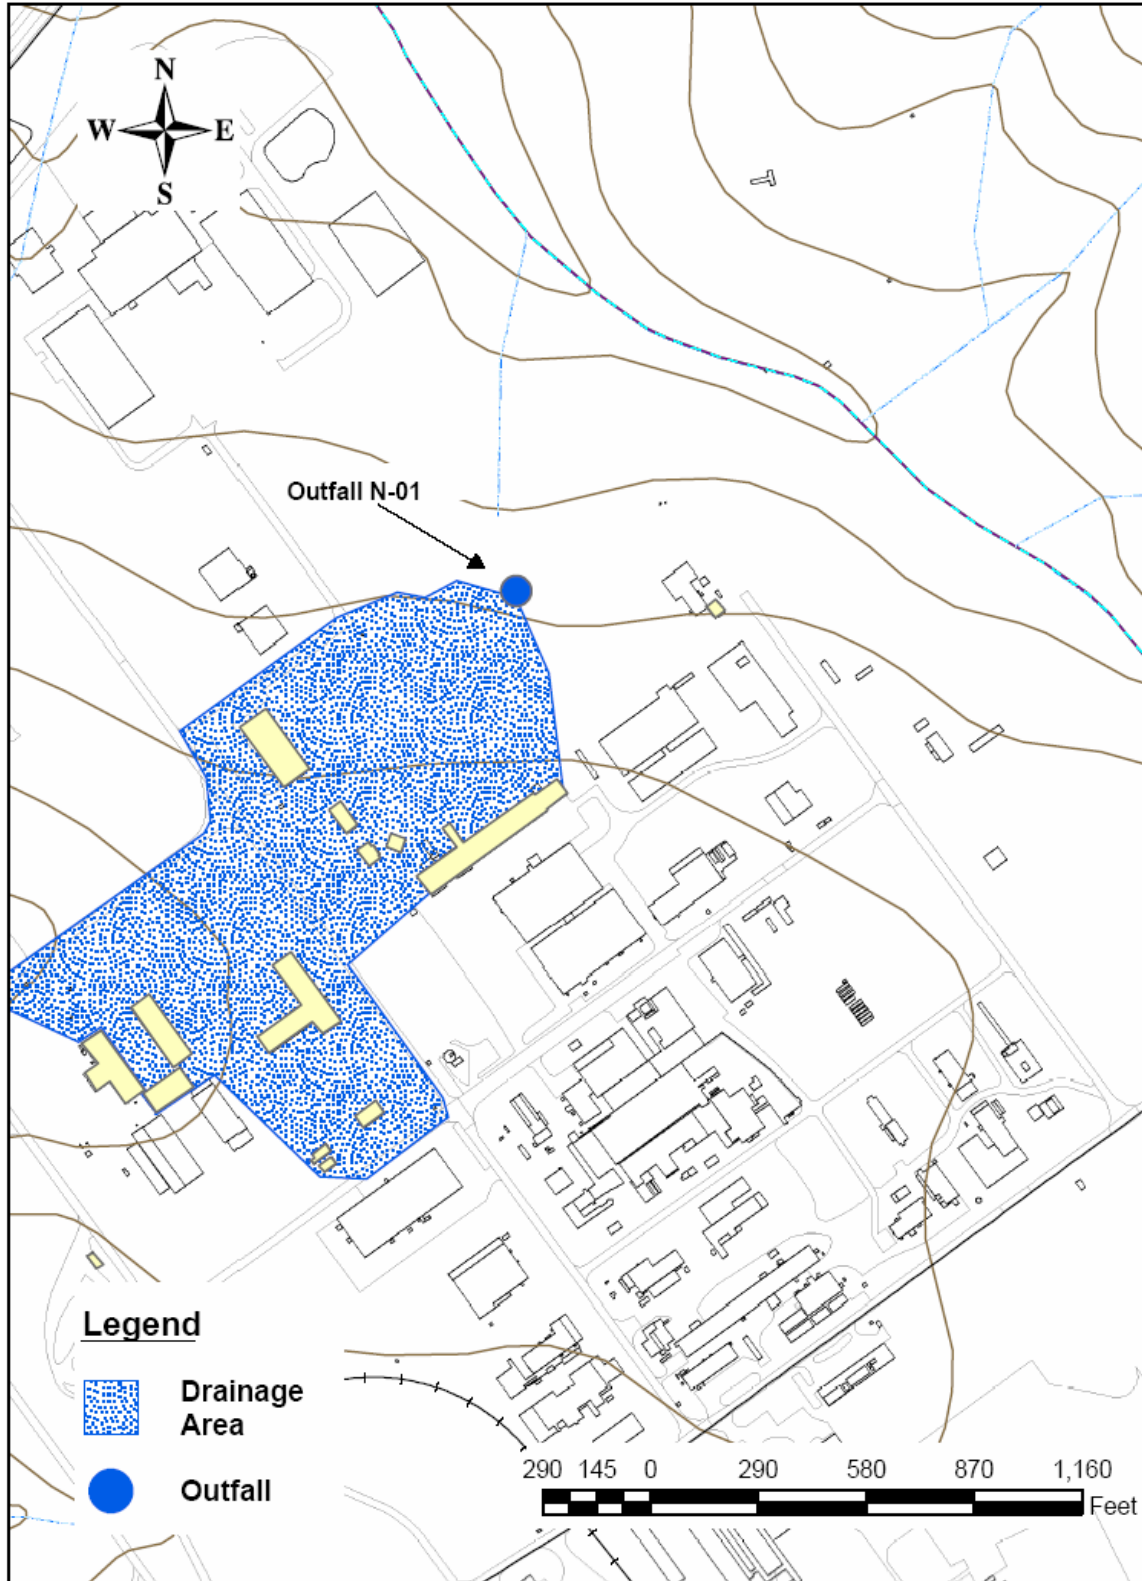 N
W E
S
Outfall N-01
Legend
Drainage
Area
Outfall
290 145 0 290 580 870 1,160
Feet